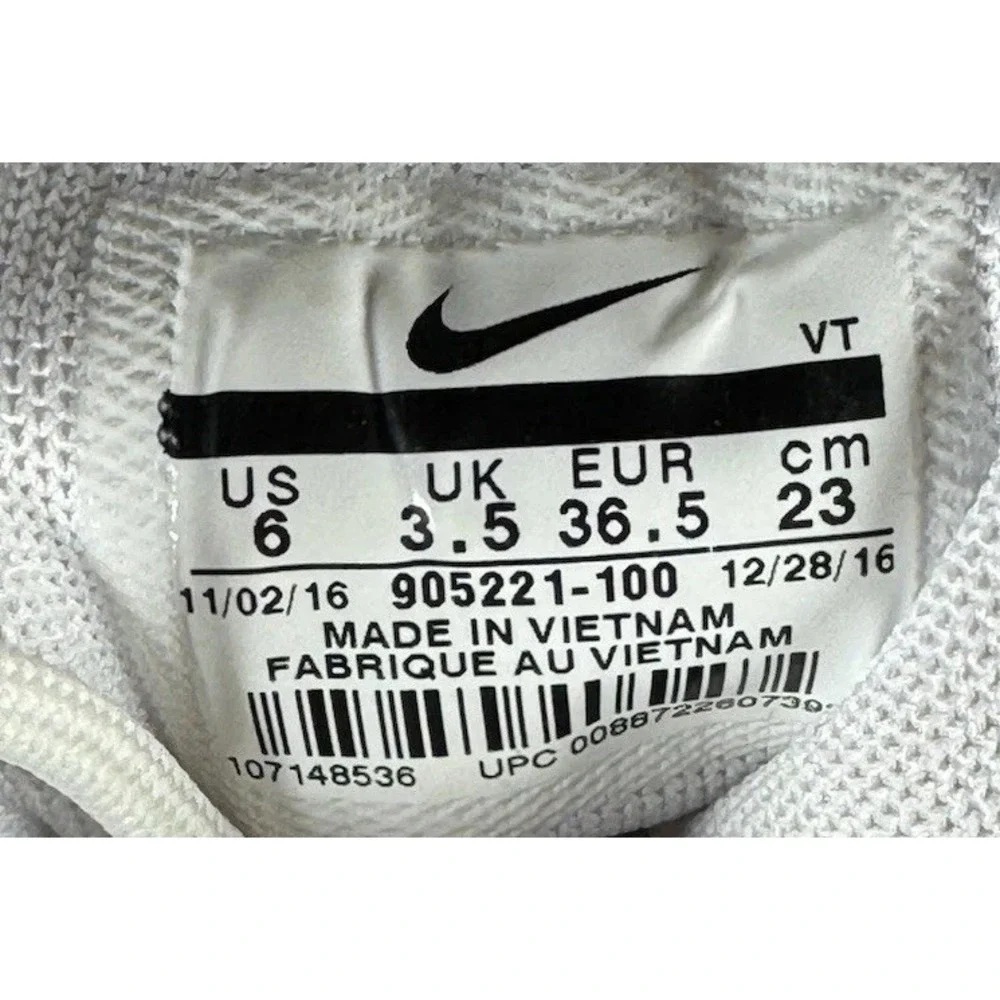 VT
US UK EUR cm
6 3.5 36.5 23
11/02/16 905221-100 12/28/16
MADE IN VIETNAM
FABRIQUE AU VIETNAM
107148536 UPC